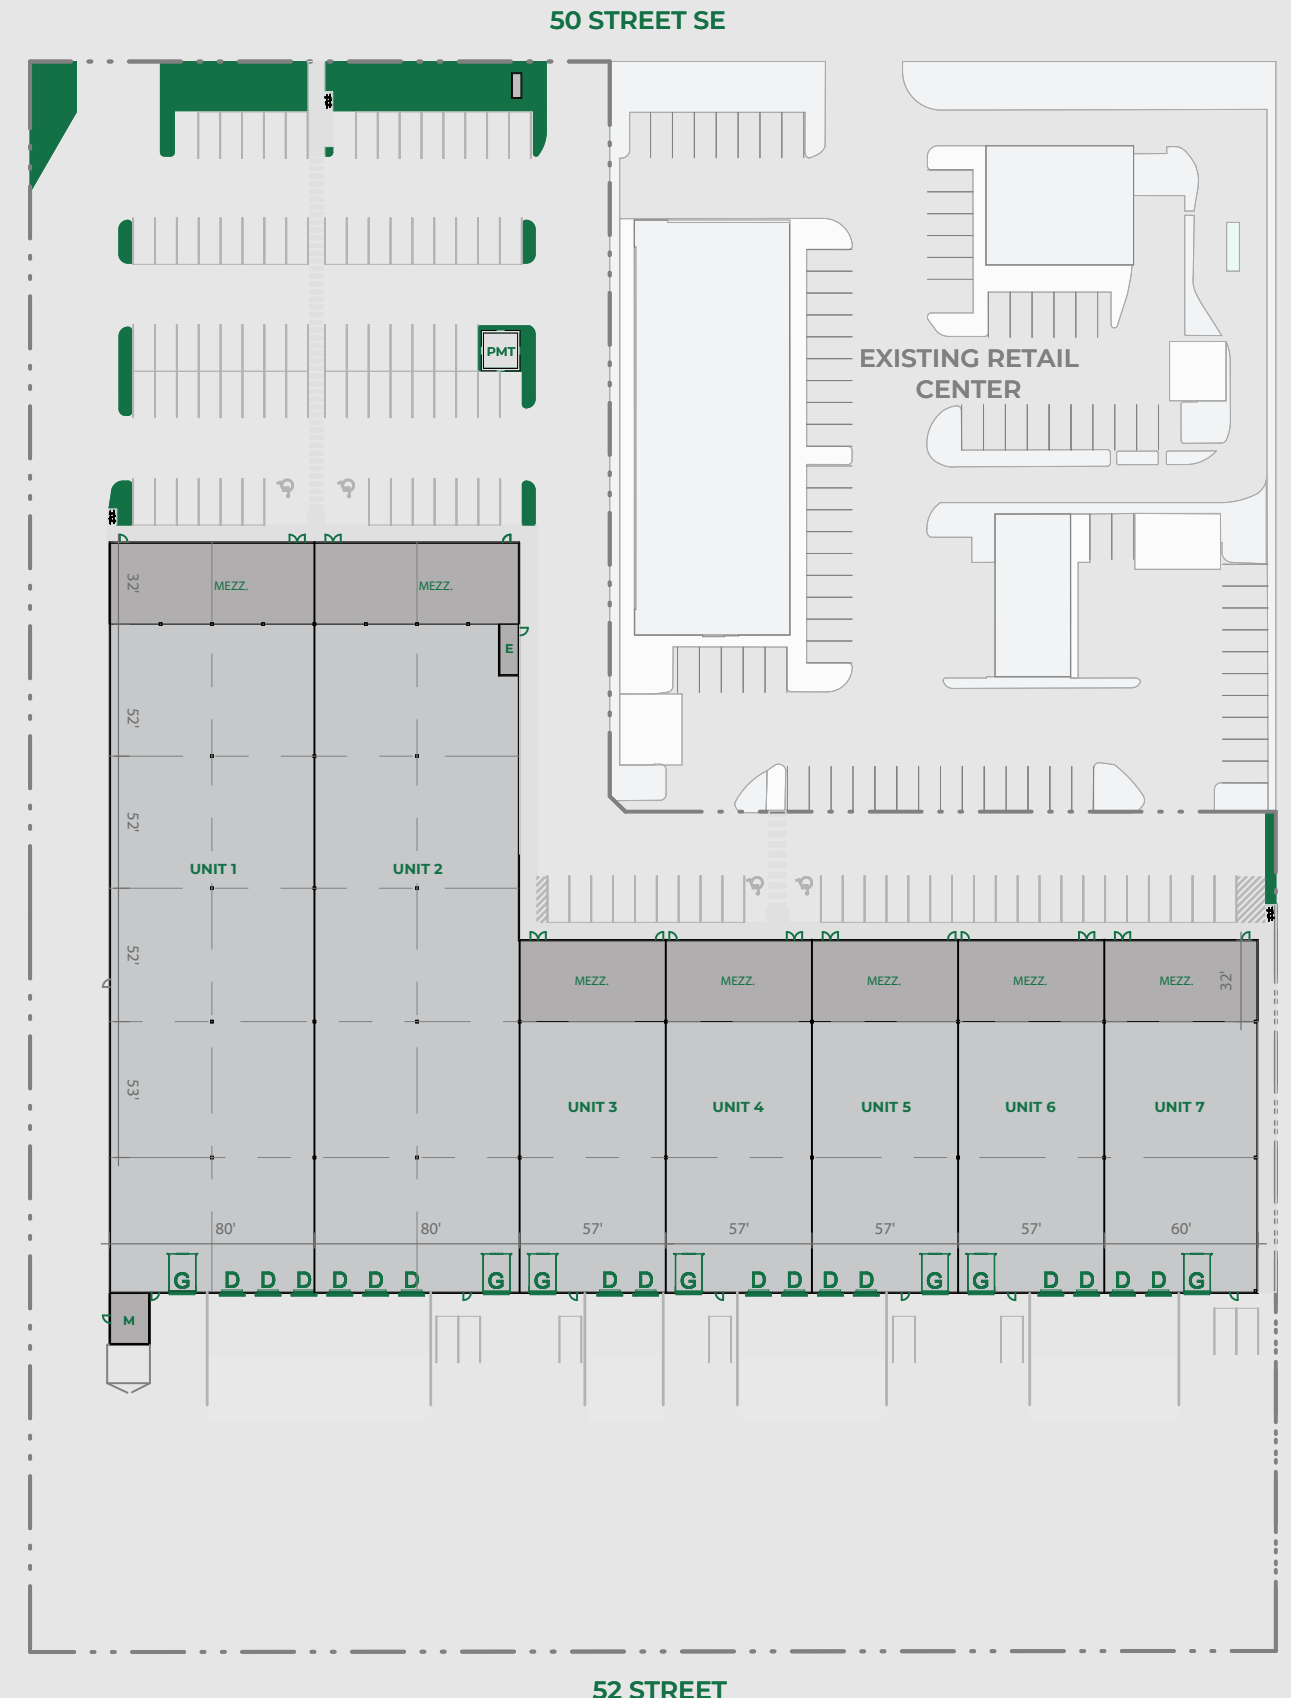 50 STREET SE
PMT
EXISTING RETAIL
CENTER
32'
MEZZ.
MEZZ.
E
52'
52'
UNIT 1
UNIT 2
52'
MEZZ.
MEZZ.
MEZZ.
MEZZ.
MEZZ.
32'
53'
UNIT 3
UNIT 4
UNIT 5
UNIT 6
UNIT 7
80'
80'
57'
57'
57'
57'
60'
G D D D D D D G G D D G D D D D G G D D D D G
M
52 STREET